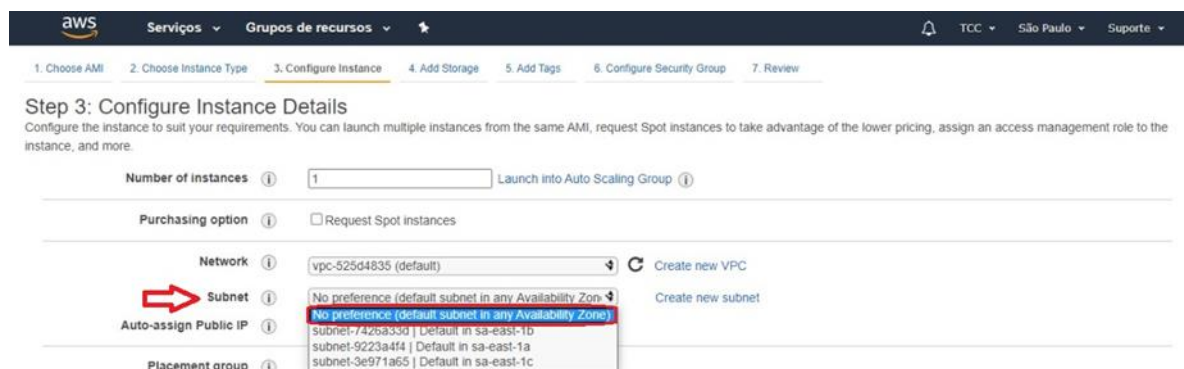 aws Serviços Grupos de recursos TCC São Paulo Suporte
1. Choose AMI 2. Choose Instance Type 3. Configure Instance 4. Add Storage 5. Add Tags 6. Configure Security Group 7. Review
Step 3: Configure Instance Details
Configure the instance to suit your requirements. You can launch multiple instances from the same AMI, request Spot instances to take advantage of the lower pricing, assign an access management role to the
instance, and more.
Number of instances 1 Launch into Auto Scaling Group
Purchasing option Request Spot instances
Network vpc-525d4835 (default) Create new VPC
Subnet No preference (default subnet in any Availability Zon Create new subnet
No preference (default subnet in any Availability Zone)
Auto-assign Public IP subnet-7426a33d | Default in sa-east-1b
subnet-9223a4f4 | Default in sa-east-1a
Placement group subnet-3e971a65 | Default in sa-east-1c